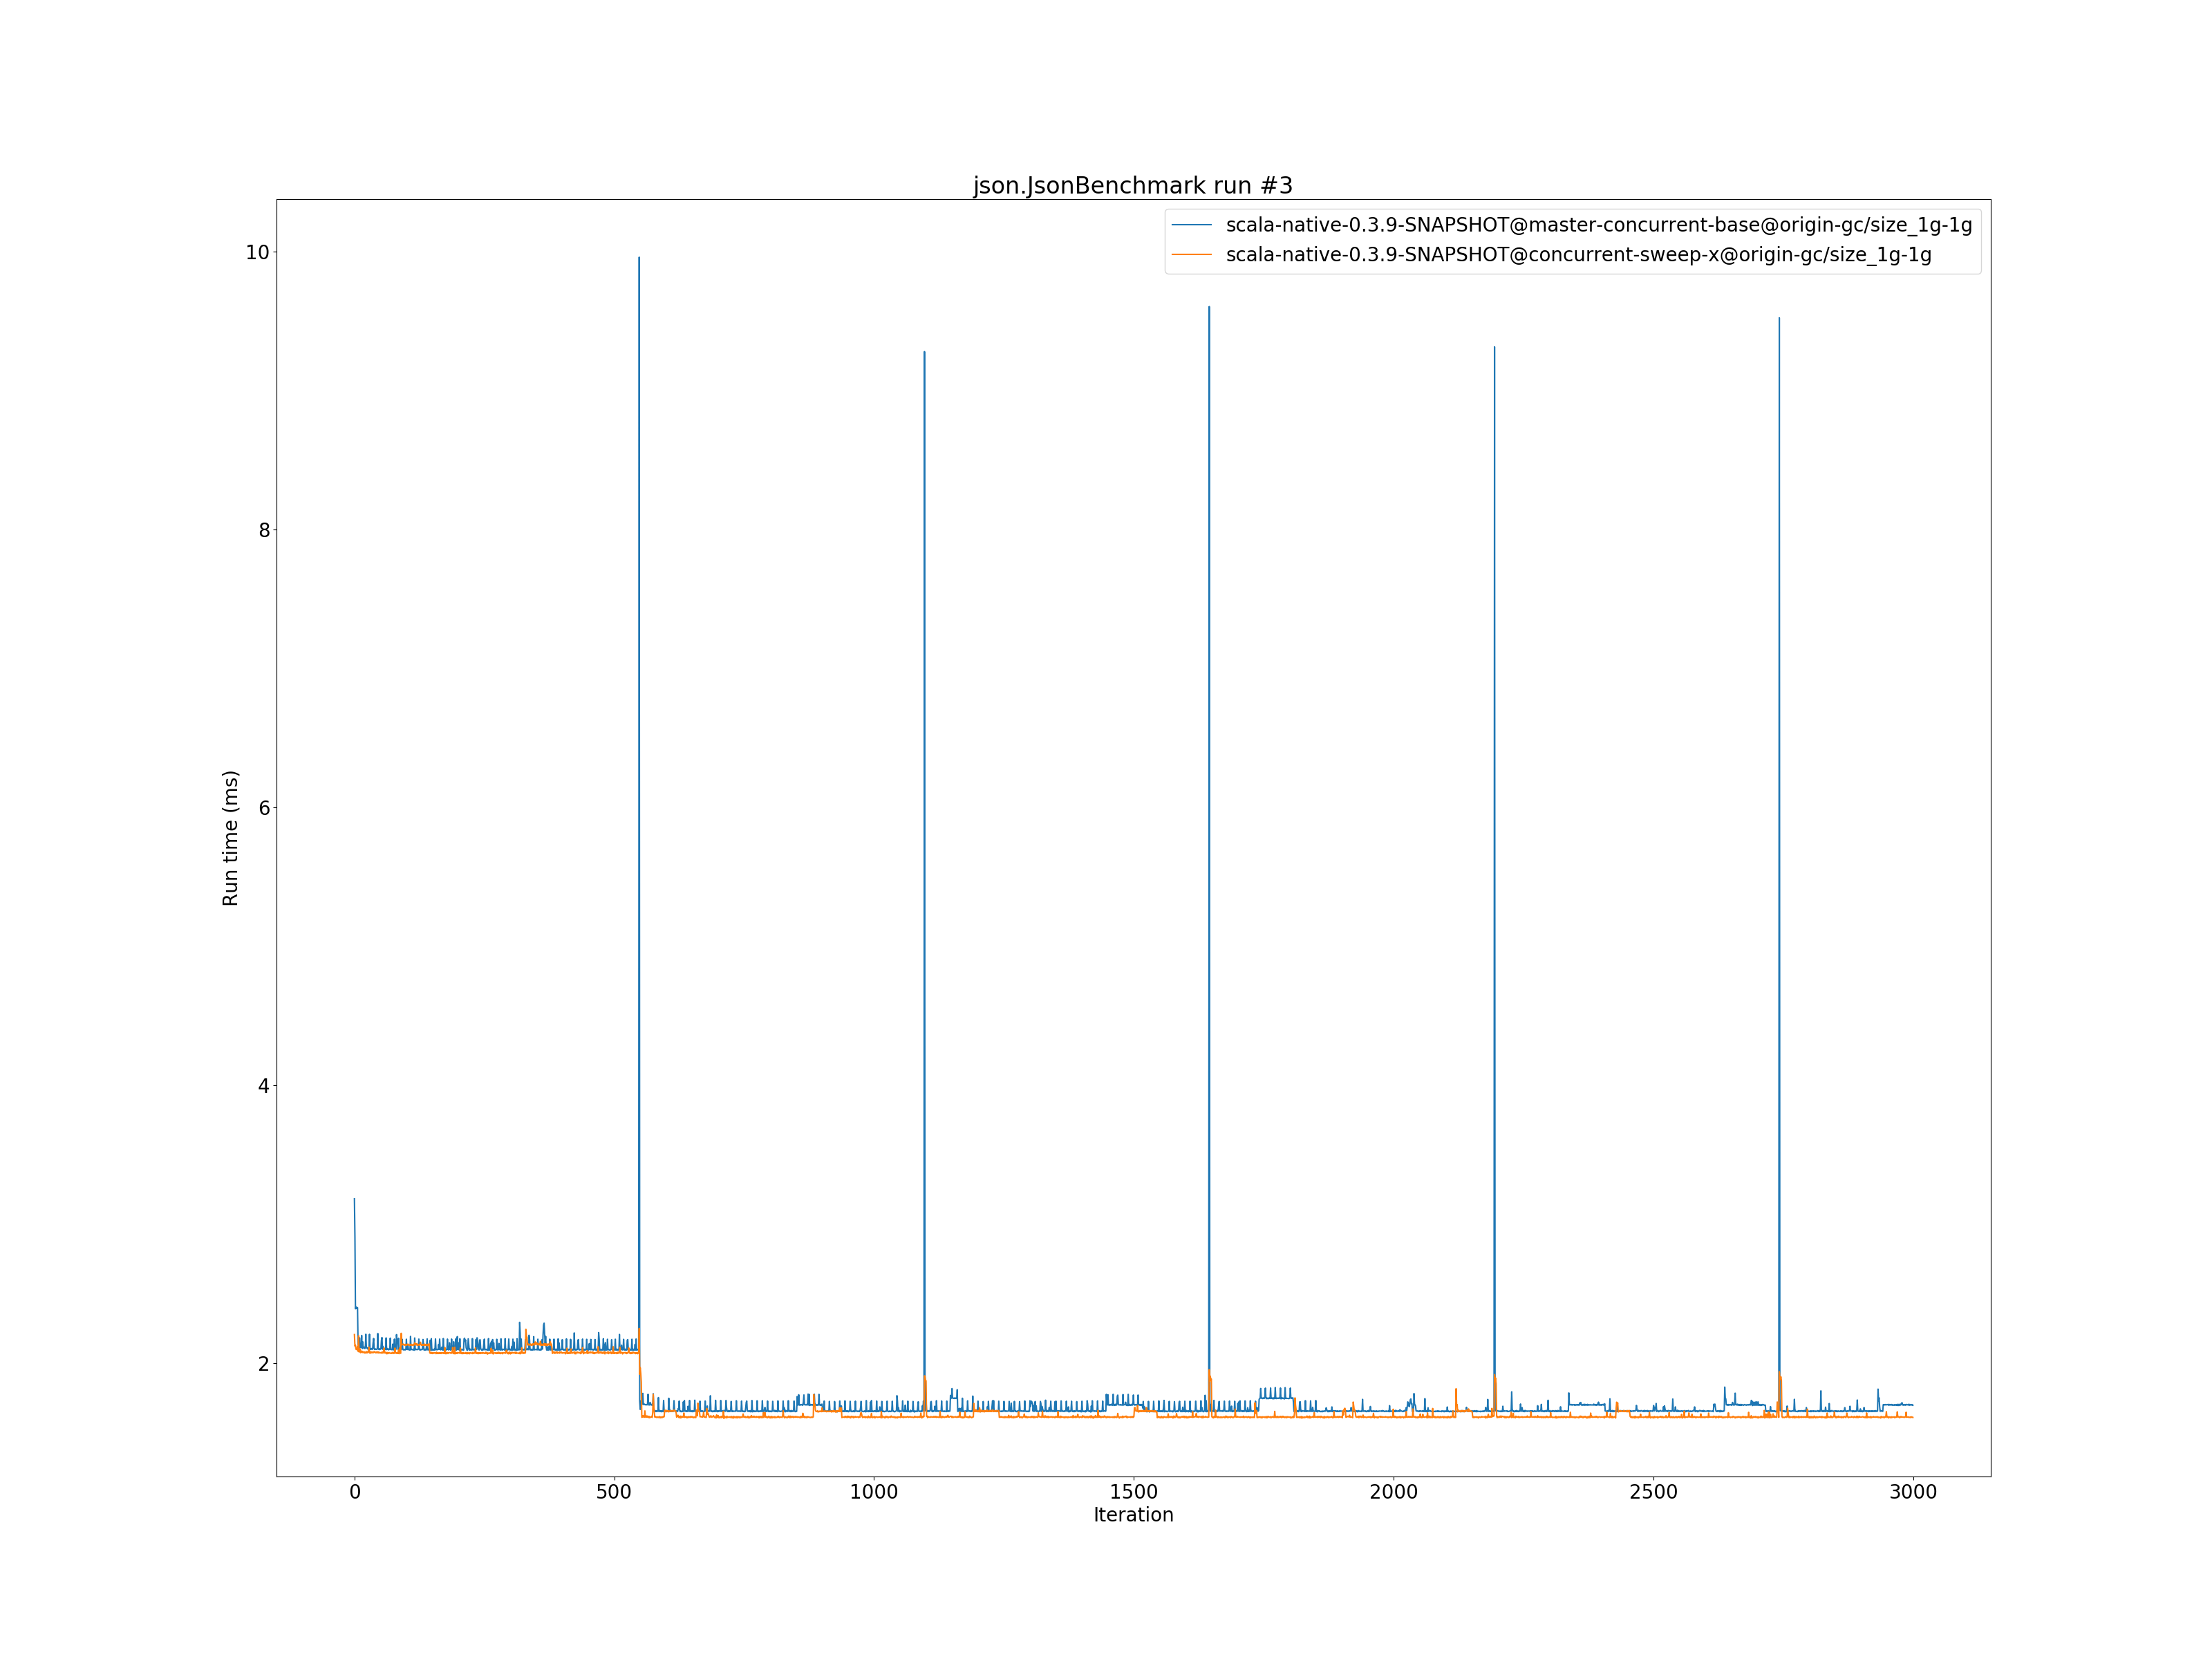 json.JsonBenchmark run #3
scala-native-0.3.9-SNAPSHOT@master-concurrent-base@origin-gc/size_1g-1g
scala-native-0.3.9-SNAPSHOT@concurrent-sweep-x@origin-gc/size_1g-1g
10
8
6
4
2
Run time (ms)
0
500
1000
1500
2000
2500
3000
Iteration